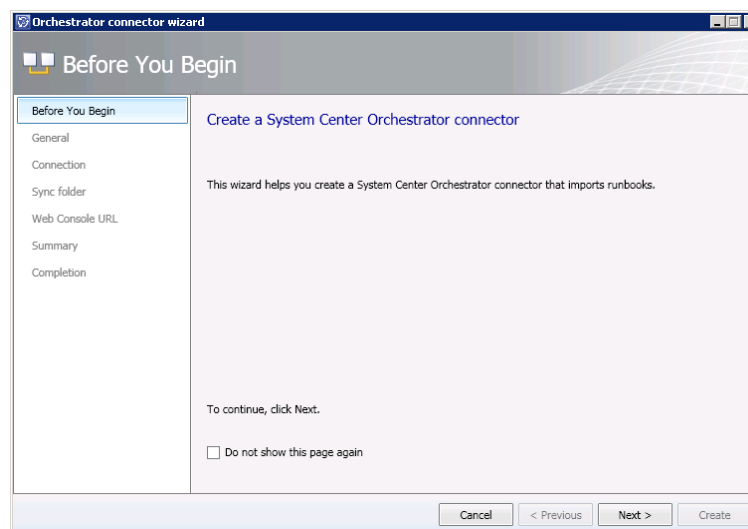 Orchestrator connector wizard
Before You Begin
Before You Begin
General
Connection
Sync folder
Web Console URL
Summary
Completion
Create a System Center Orchestrator connector
This wizard helps you create a System Center Orchestrator connector that imports runbooks.
To continue, click Next.
Do not show this page again
Cancel
< Previous
Next >
Create